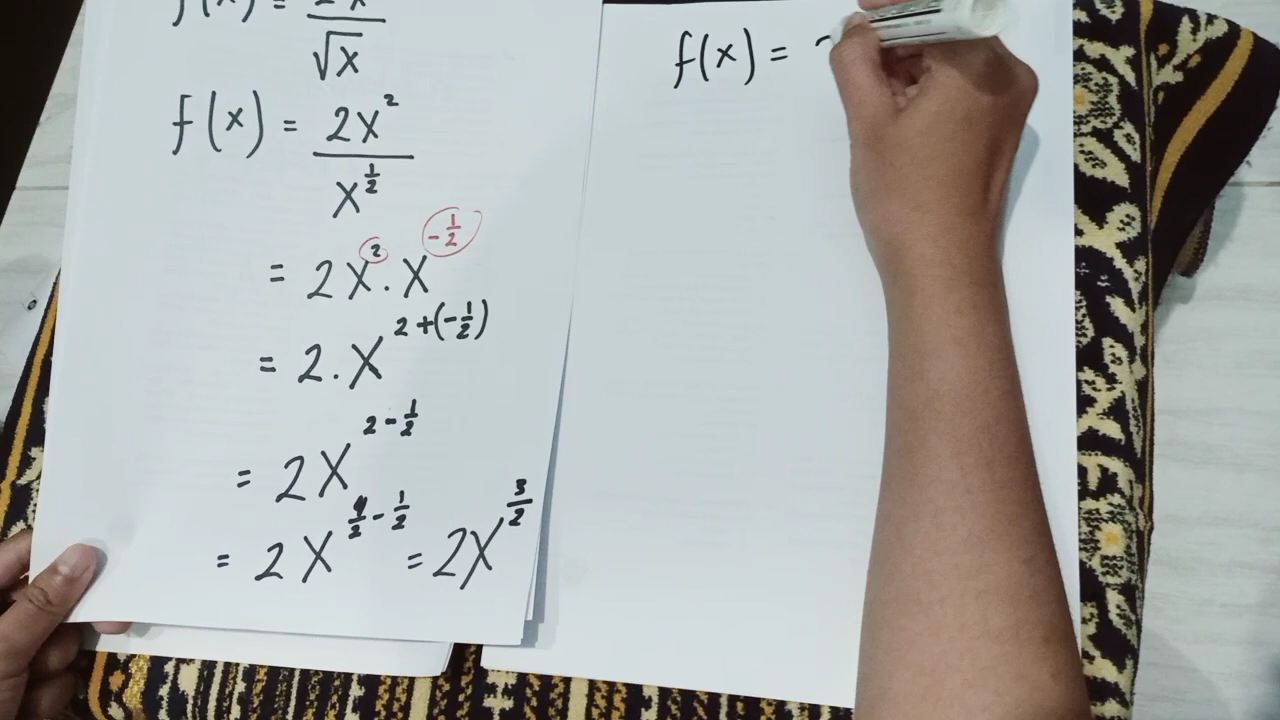 f(x) = 2x² / √x
f(x) = 2x² / x^(1/2)
= 2x² . x^(-1/2)
= 2 . x^(2+(-1/2))
= 2x^(2-1/2)
= 2x^(4/2-1/2) = 2x^(3/2)
f(x) =